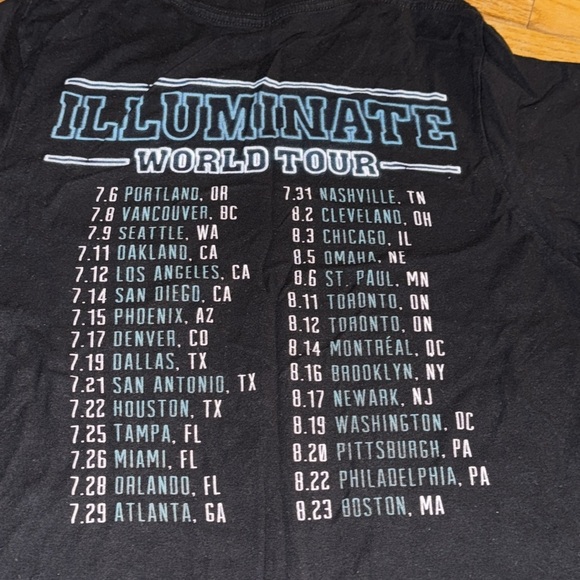 ILLUMINATE
WORLD TOUR
7.6 PORTLAND, OR
7.8 VANCOUVER, BC
7.9 SEATTLE, WA
7.11 OAKLAND, CA
7.12 LOS ANGELES, CA
7.14 SAN DIEGO, CA
7.15 PHOENIX, AZ
7.17 DENVER, CO
7.19 DALLAS, TX
7.21 SAN ANTONIO, TX
7.22 HOUSTON, TX
7.25 TAMPA, FL
7.26 MIAMI, FL
7.28 ORLANDO, FL
7.29 ATLANTA, GA
7.31 NASHVILLE, TN
8.2 CLEVELAND, OH
8.3 CHICAGO, IL
8.5 OMAHA, NE
8.6 ST. PAUL, MN
8.11 TORONTO, ON
8.12 TORONTO, ON
8.14 MONTRÉAL, QC
8.16 BROOKLYN, NY
8.17 NEWARK, NJ
8.19 WASHINGTON, DC
8.20 PITTSBURGH, PA
8.22 PHILADELPHIA, PA
8.23 BOSTON, MA